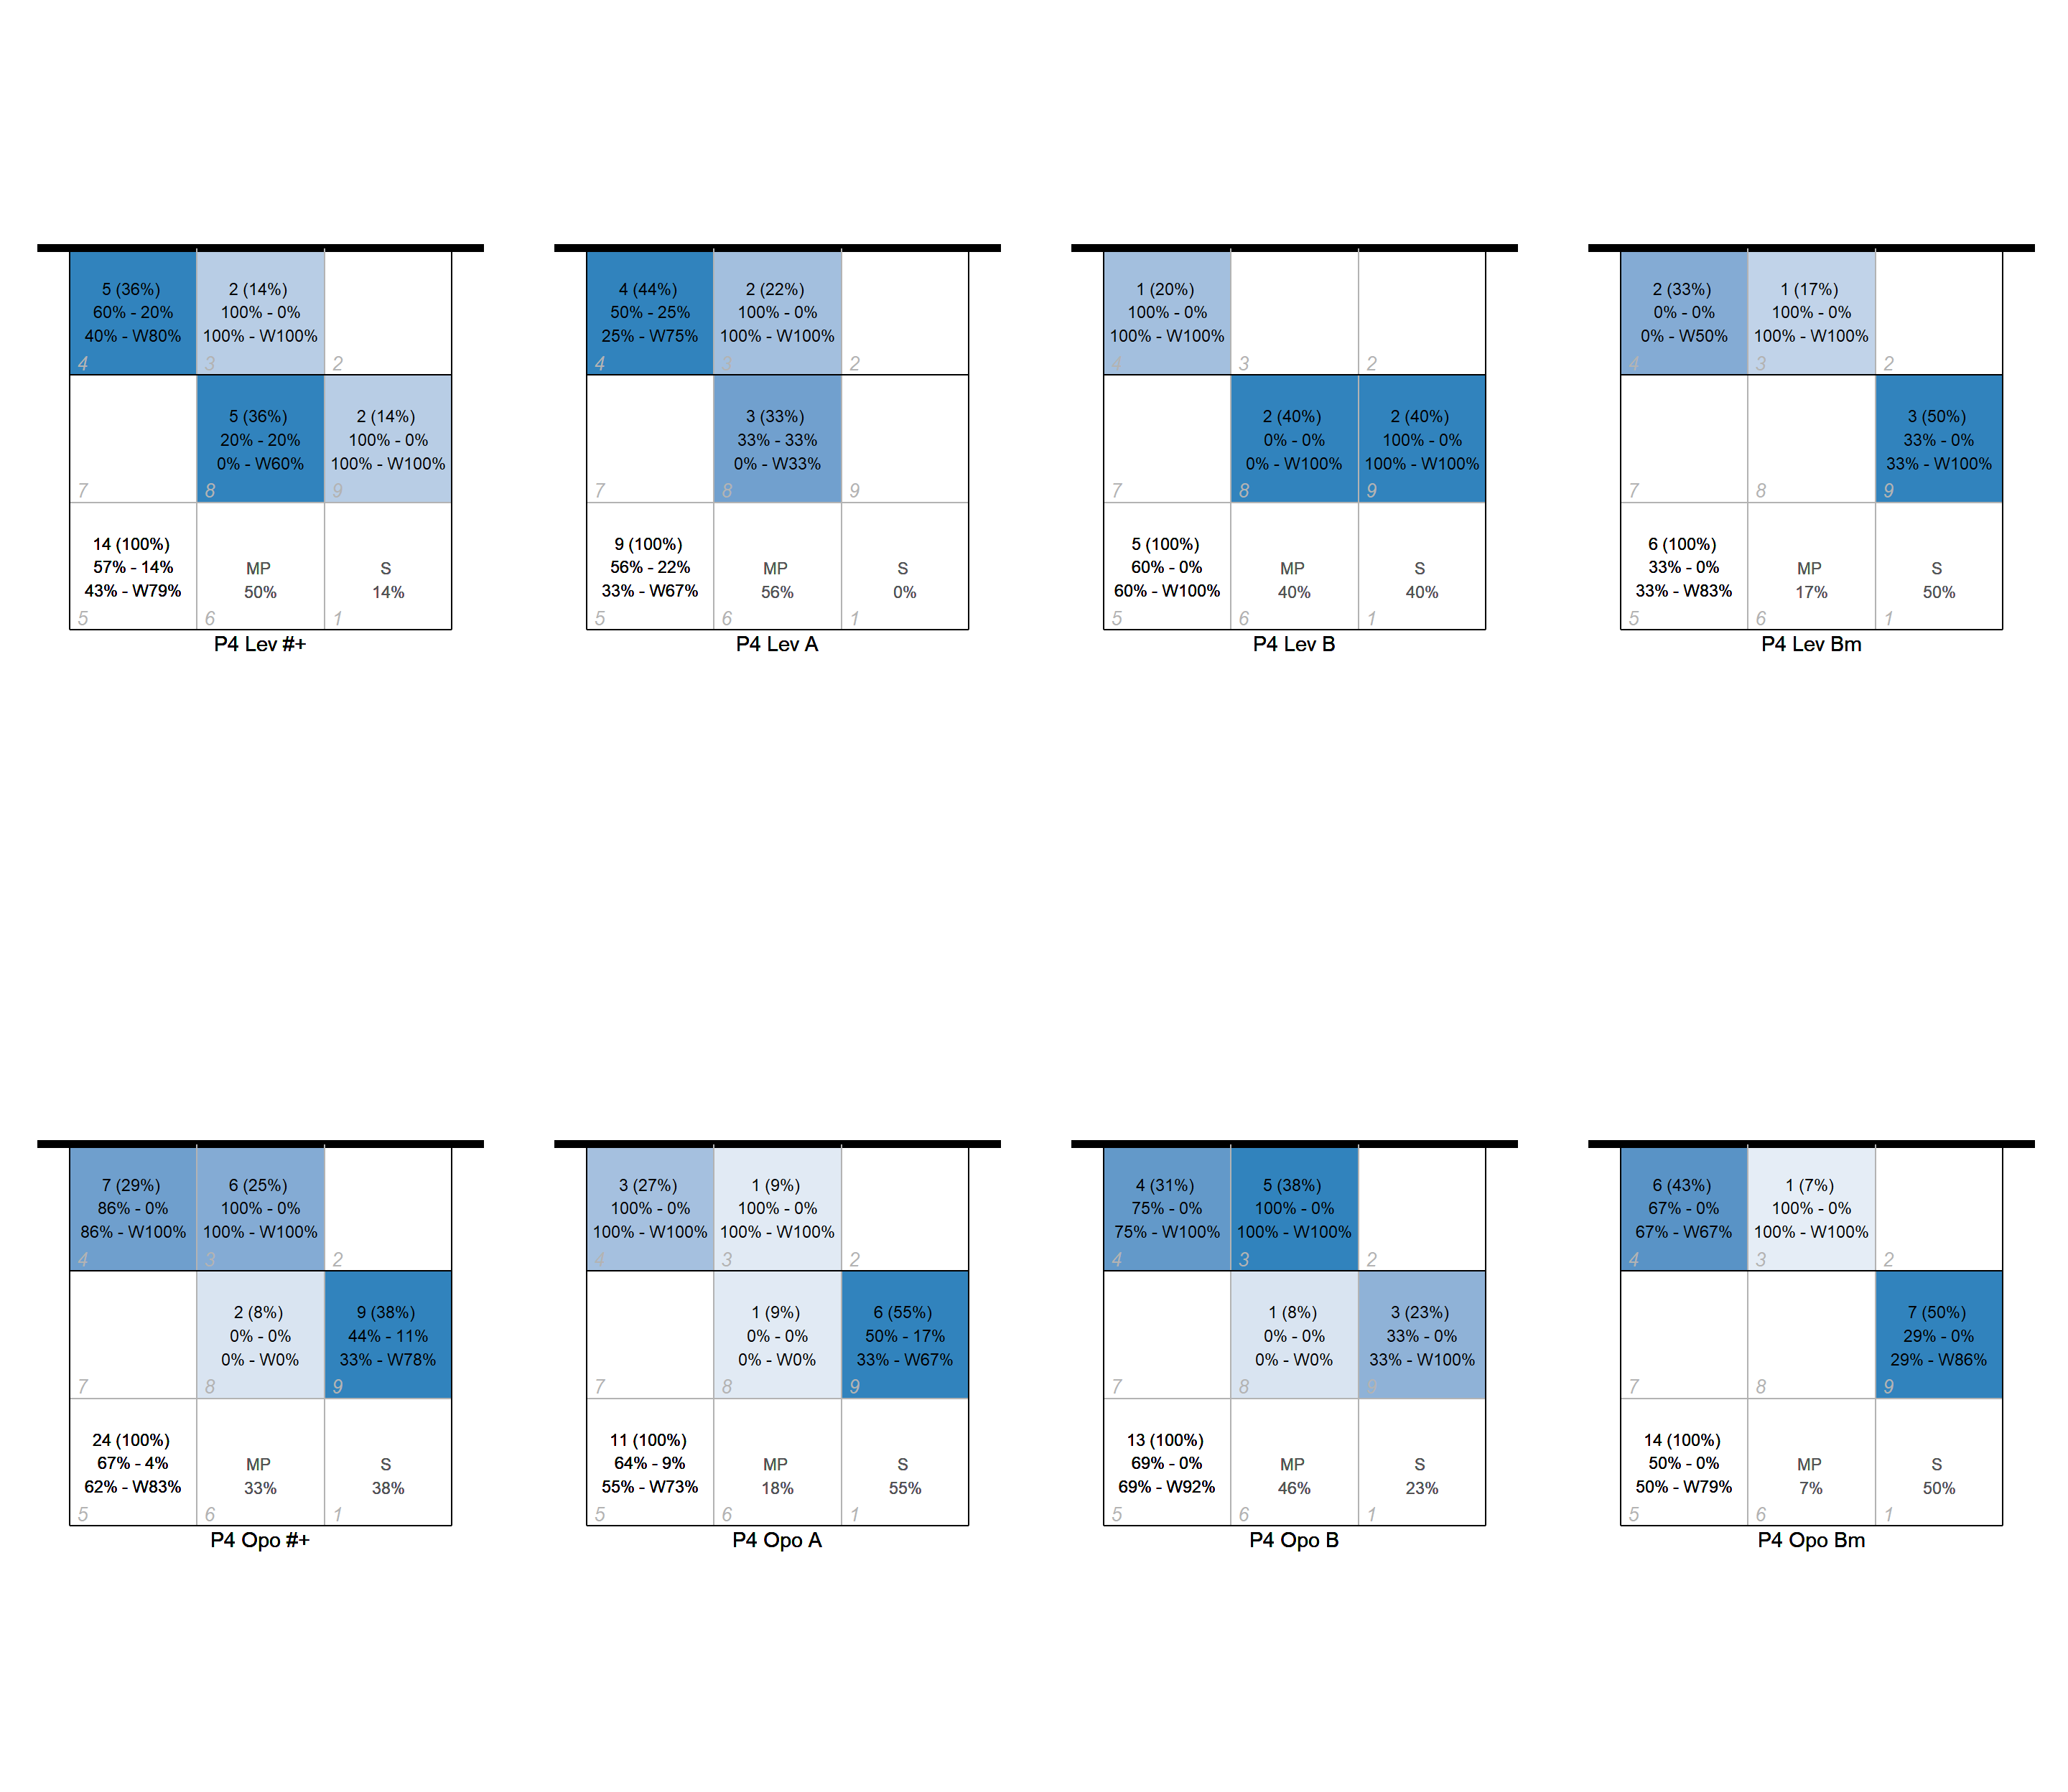 5 (36%)
60% - 20%
40% - W80%
4
2 (14%)
100% - 0%
100% - W100%
3
2
7
5 (36%)
20% - 20%
0% - W60%
8
2 (14%)
100% - 0%
100% - W100%
9
14 (100%)
57% - 14%
43% - W79%
5
MP
50%
6
S
14%
1
P4 Lev #+
4 (44%)
50% - 25%
25% - W75%
4
2 (22%)
100% - 0%
100% - W100%
3
2
7
3 (33%)
33% - 33%
0% - W33%
8
9
9 (100%)
56% - 22%
33% - W67%
5
MP
56%
6
S
0%
1
P4 Lev A
1 (20%)
100% - 0%
100% - W100%
4
3
2
7
2 (40%)
0% - 0%
0% - W100%
8
2 (40%)
100% - 0%
100% - W100%
9
5 (100%)
60% - 0%
60% - W100%
5
MP
40%
6
S
40%
1
P4 Lev B
2 (33%)
0% - 0%
0% - W50%
4
1 (17%)
100% - 0%
100% - W100%
3
2
7
8
3 (50%)
33% - 0%
33% - W100%
9
6 (100%)
33% - 0%
33% - W83%
5
MP
17%
6
S
50%
1
P4 Lev Bm
7 (29%)
86% - 0%
86% - W100%
4
6 (25%)
100% - 0%
100% - W100%
3
2
7
2 (8%)
0% - 0%
0% - W0%
8
9 (38%)
44% - 11%
33% - W78%
9
24 (100%)
67% - 4%
62% - W83%
5
MP
33%
6
S
38%
1
P4 Opo #+
3 (27%)
100% - 0%
100% - W100%
4
1 (9%)
100% - 0%
100% - W100%
3
2
7
1 (9%)
0% - 0%
0% - W0%
8
6 (55%)
50% - 17%
33% - W67%
9
11 (100%)
64% - 9%
55% - W73%
5
MP
18%
6
S
55%
1
P4 Opo A
4 (31%)
75% - 0%
75% - W100%
4
5 (38%)
100% - 0%
100% - W100%
3
2
7
1 (8%)
0% - 0%
0% - W0%
8
3 (23%)
33% - 0%
33% - W100%
9
13 (100%)
69% - 0%
69% - W92%
5
MP
46%
6
S
23%
1
P4 Opo B
6 (43%)
67% - 0%
67% - W67%
4
1 (7%)
100% - 0%
100% - W100%
3
2
7
8
7 (50%)
29% - 0%
29% - W86%
9
14 (100%)
50% - 0%
50% - W79%
5
MP
7%
6
S
50%
1
P4 Opo Bm